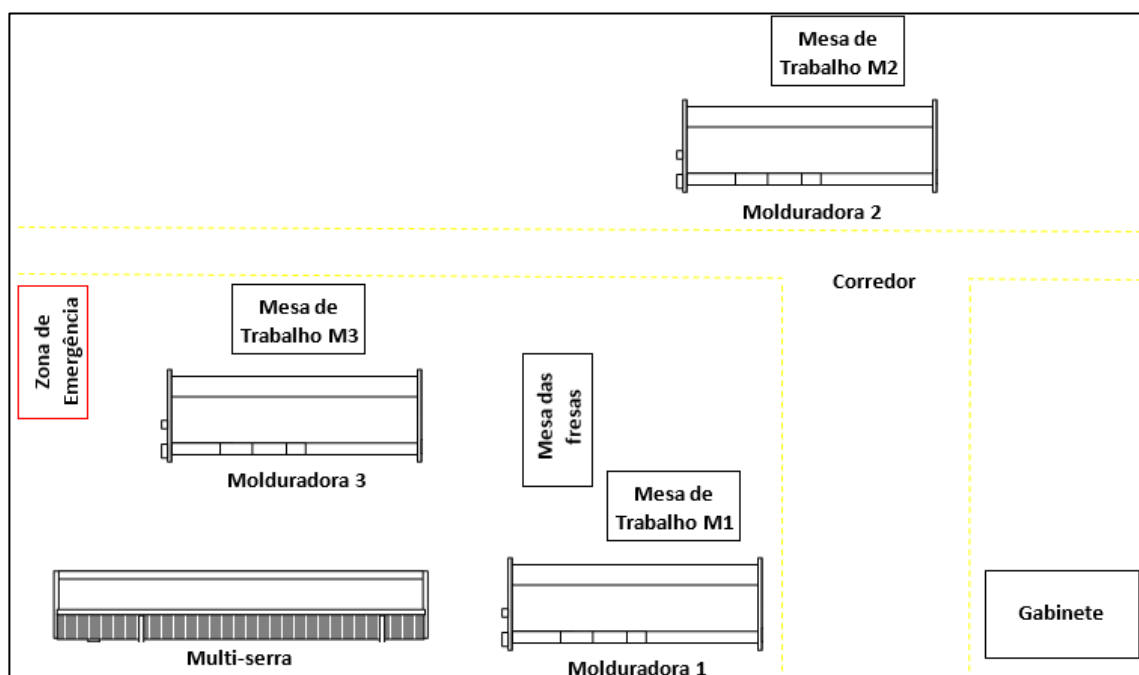 Mesa de
Trabalho M2
Molduradora 2
Corredor
Zona de
Emergência
Mesa de
Trabalho M3
Molduradora 3
Mesa das
fresas
Mesa de
Trabalho M1
Multi-serra
Molduradora 1
Gabinete